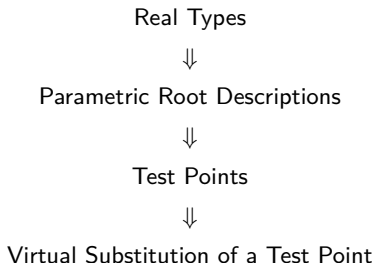 Real Types
⇓
Parametric Root Descriptions
⇓
Test Points
⇓
Virtual Substitution of a Test Point